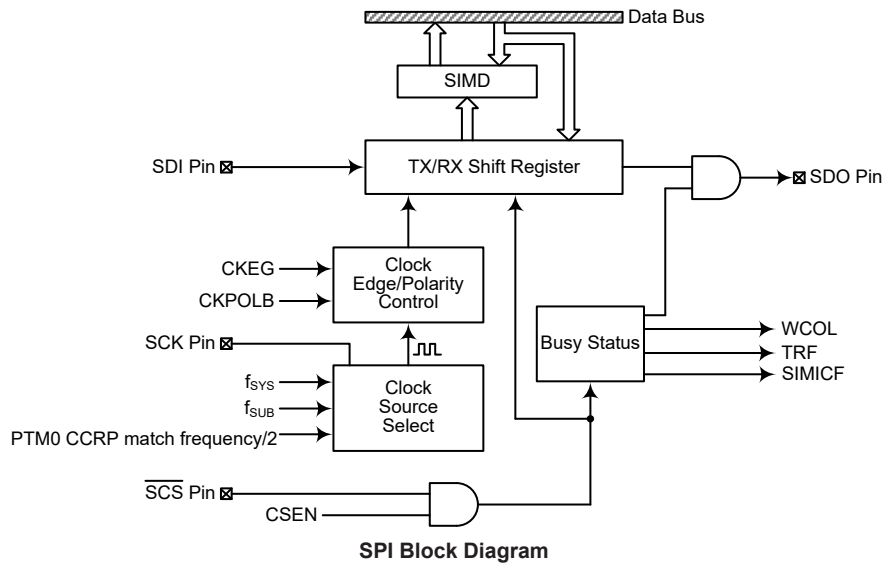 Data Bus
SIMD
SDI Pin
TX/RX Shift Register
SDO Pin
CKEG
CKPOLB
Clock
Edge/Polarity
Control
SCK Pin
Busy Status
WCOL
TRF
SIMICF
fSYS
fSUB
PTM0 CCRP match frequency/2
Clock
Source
Select
S̅C̅S̅ Pin
CSEN
SPI Block Diagram